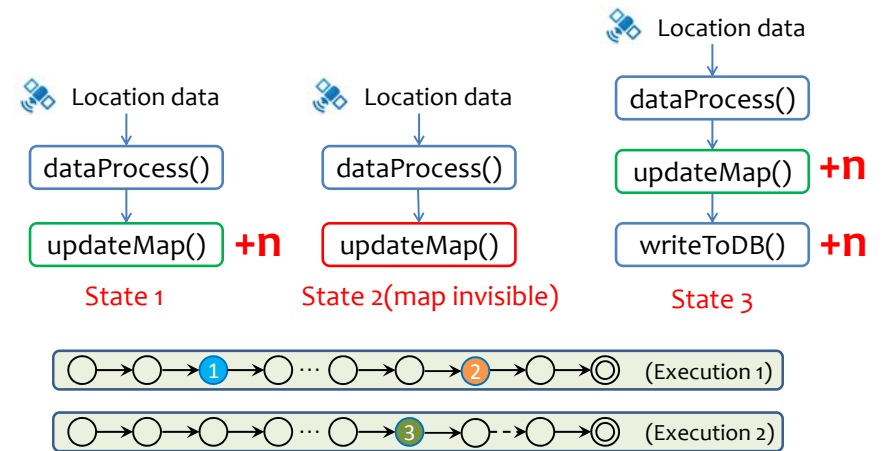 Location data
dataProcess()
updateMap() +n
State 1
Location data
dataProcess()
updateMap()
State 2(map invisible)
Location data
dataProcess()
updateMap() +n
writeToDB() +n
State 3
1 ... 2 (Execution 1)
... 3 (Execution 2)